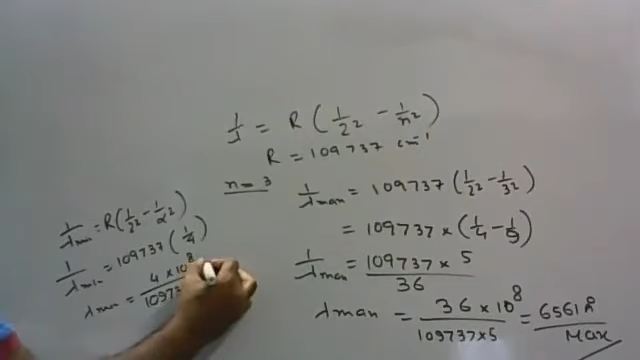 1/λ = R(1/2² - 1/n²)
R = 109737 cm⁻¹
n = 3
1/λmax = 109737(1/2² - 1/3²)
= 109737 × (1/4 - 1/9)
1/λmax = 109737 × 5/36
λmax = 36 × 10⁸/109737×5 = 6561 Å
Max
1/λmin = R(1/2² - 1/α²)
1/λmin = 109737(1/4)
λmin = 4 × 10⁸/10973